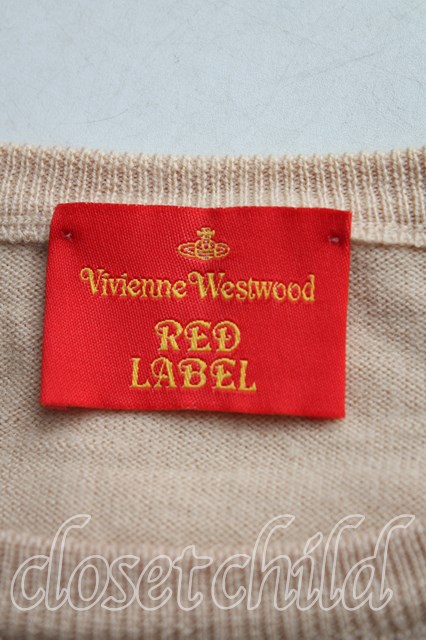 Vivienne Westwood
RED
LABEL
closet child